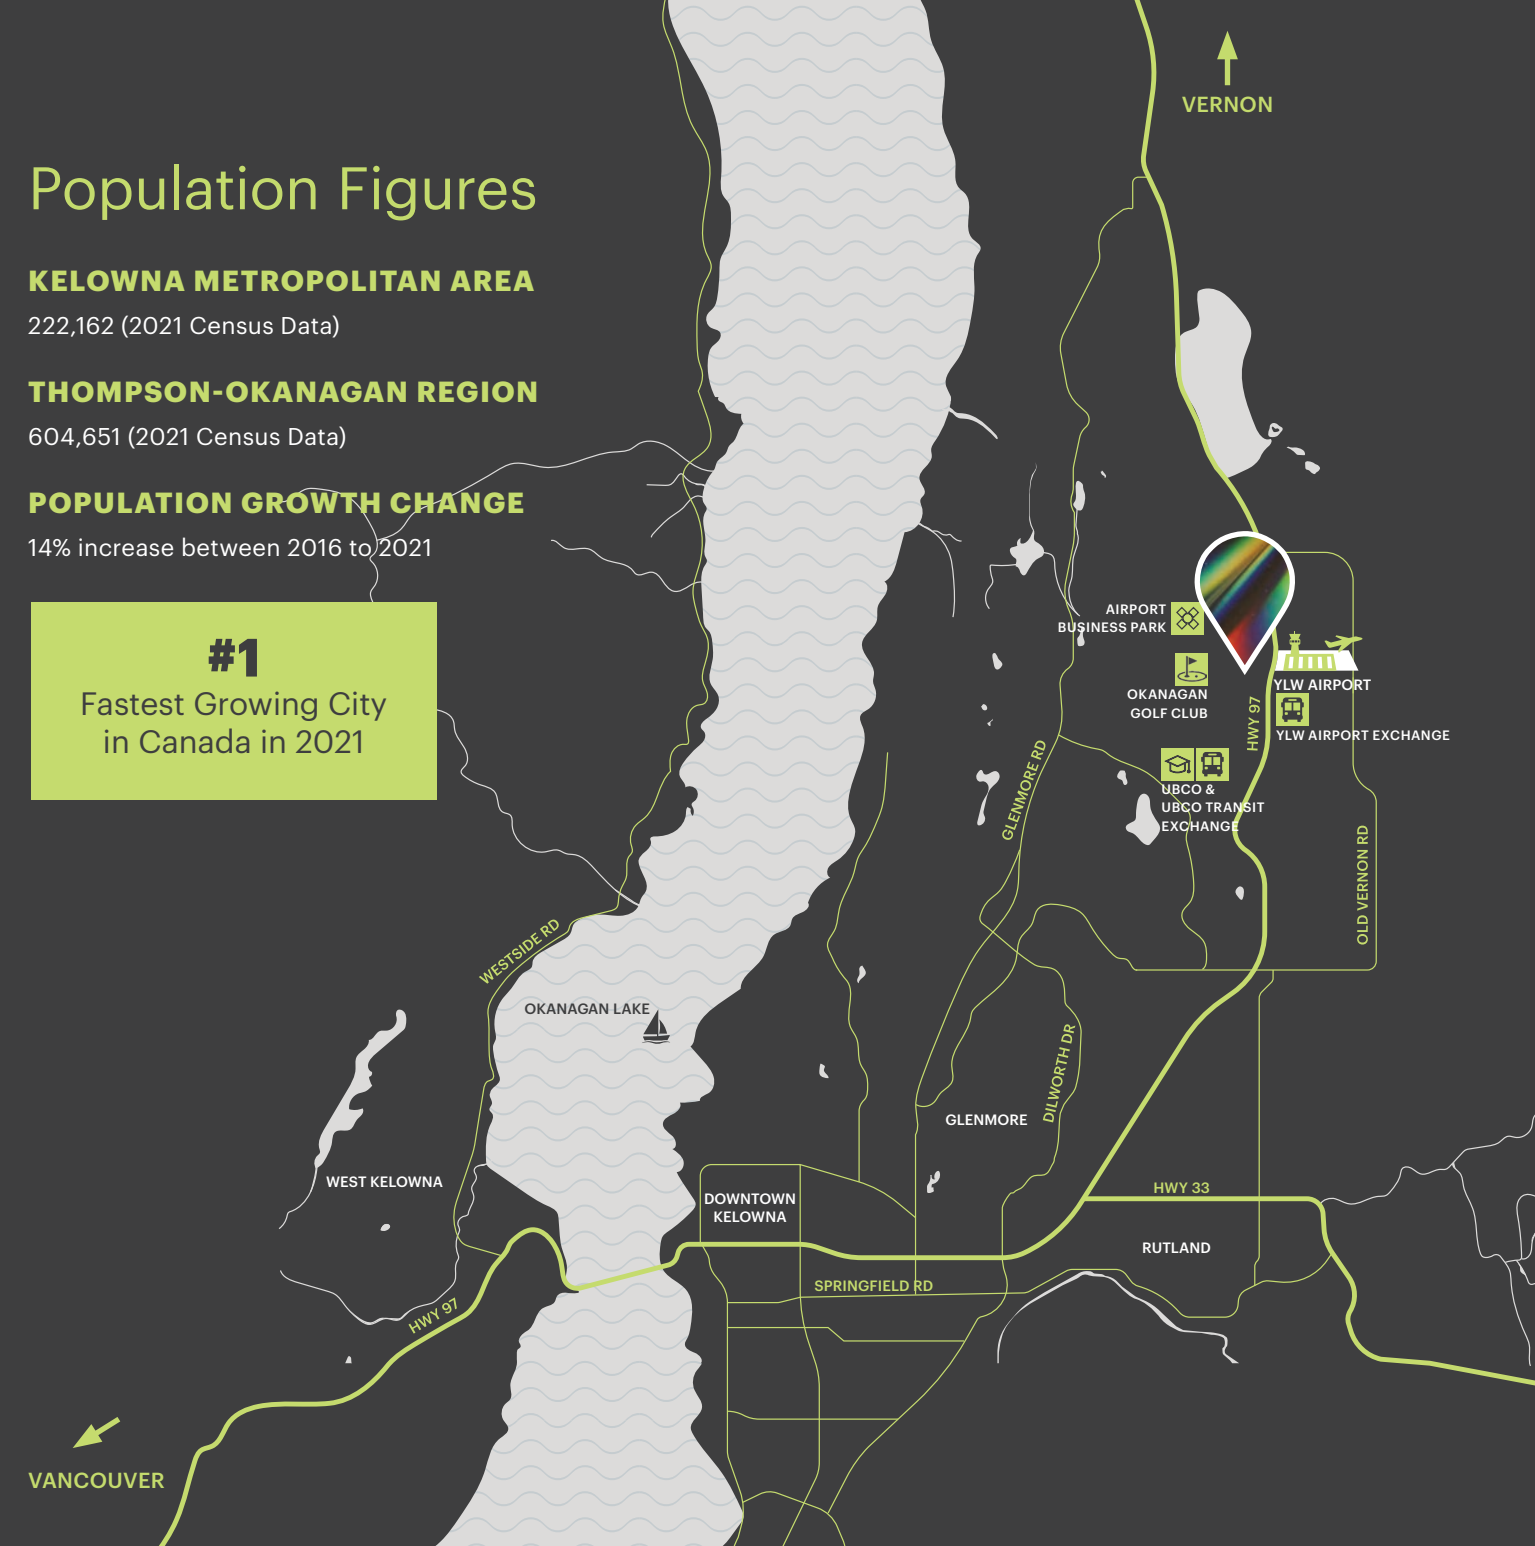 VERNON
Population Figures
KELOWNA METROPOLITAN AREA
222,162 (2021 Census Data)
THOMPSON-OKANAGAN REGION
604,651 (2021 Census Data)
POPULATION GROWTH CHANGE
14% increase between 2016 to 2021
#1
Fastest Growing City
in Canada in 2021
AIRPORT
BUSINESS PARK
OKANAGAN
GOLF CLUB
YLW AIRPORT
HWY 97
YLW AIRPORT EXCHANGE
GLENMORE RD
UBCO &
UBCO TRANSIT
EXCHANGE
OLD VERNON RD
WESTSIDE RD
OKANAGAN LAKE
DILWORTH DR
GLENMORE
WEST KELOWNA
DOWNTOWN
KELOWNA
HWY 33
RUTLAND
SPRINGFIELD RD
HWY 97
VANCOUVER